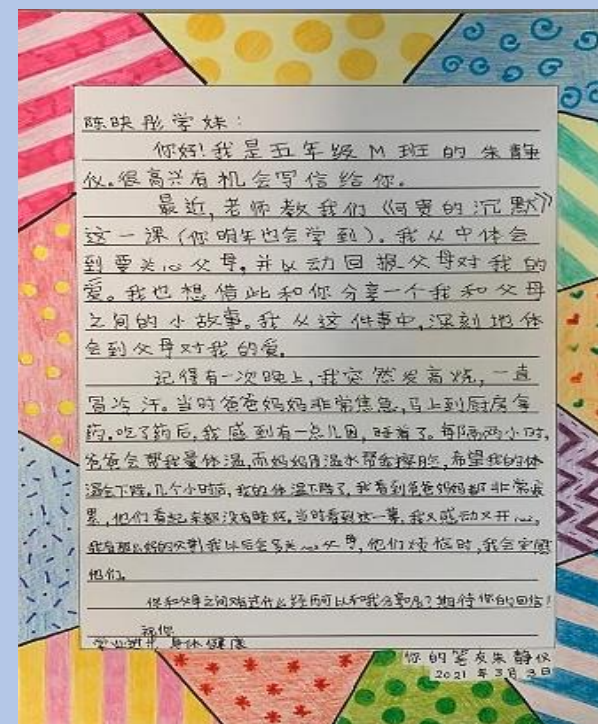 陈映彤学妹：
你好！我是五年级M班的朱静
仪。很高兴有机会写信给你。
最近，老师教我们《可贵的沉默》
这一课（你明年也会学到）。我从中体会
到要关心父母，并以动回报父母对我的
爱。我也想借此和你分享一个我和父母
之间的小故事。我从这件事中，深刻地体
会到父母对我的爱。
记得有一次晚上，我突然发高烧，一直
冒冷汗。当时爸爸妈妈非常焦急，马上到厨房拿
药。吃了药后，我感到有一点儿困，睡着了。每隔两小时，
爸爸会帮我量体温，而妈妈用温水帮我擦脸，希望我的体
温会下降。几个小时后，我的体温下降了，我看到爸爸妈妈都非常疲
累，他们看起来都没有睡好。当时看到这一幕，我又感动又开心，
我有那么好的父母！我以后会多关心父母，他们烦恼时，我会安慰
他们。
你和父母之间有什么经历可以和我分享吗？期待你的回信！
祝你
学业进步，身体健康
你的笔友朱静仪
2021年3月3日